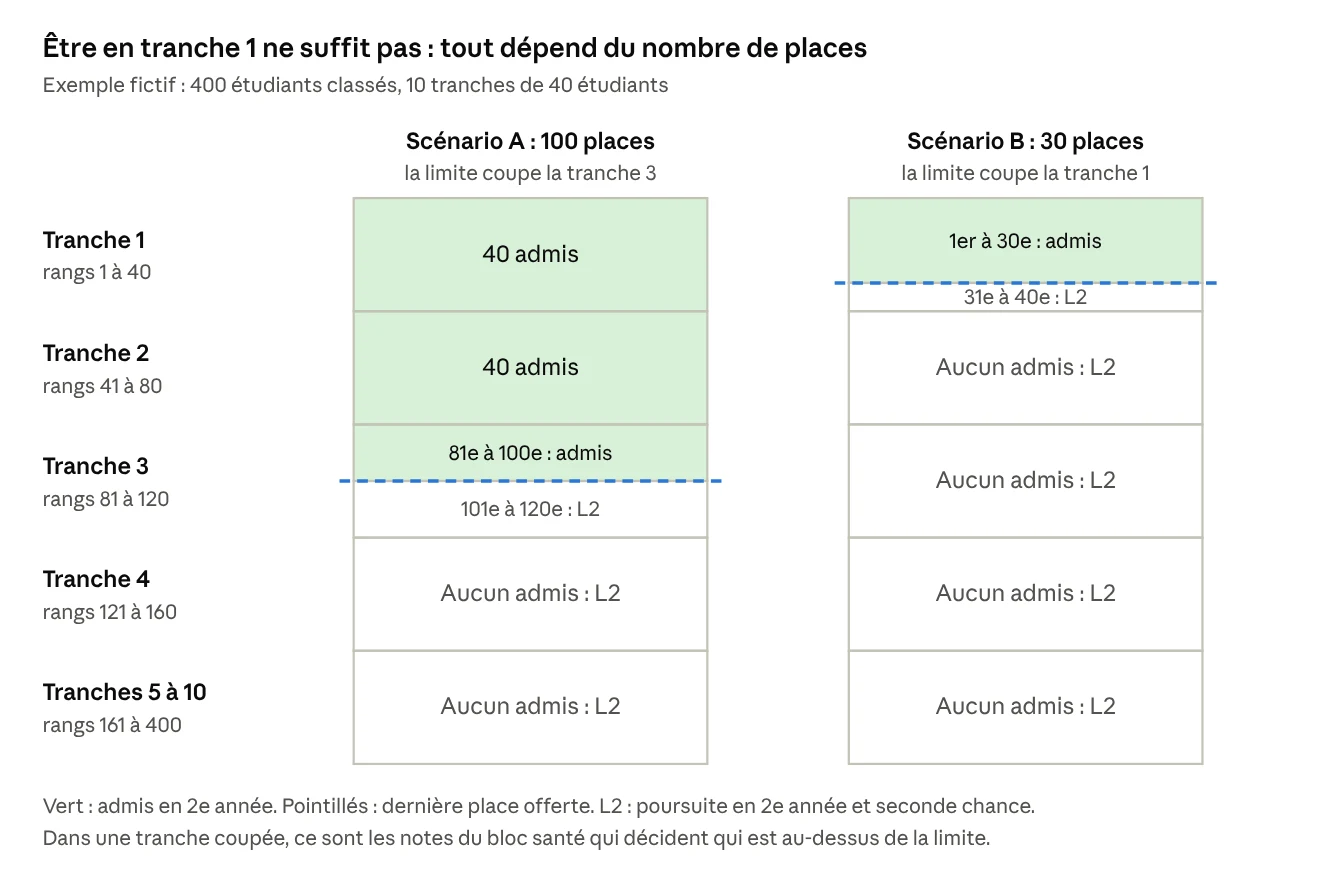 Être en tranche 1 ne suffit pas : tout dépend du nombre de places
Exemple fictif : 400 étudiants classés, 10 tranches de 40 étudiants
Scénario A : 100 places
la limite coupe la tranche 3
Scénario B : 30 places
la limite coupe la tranche 1
Tranche 1
rangs 1 à 40
40 admis
1er à 30e : admis
31e à 40e : L2
Tranche 2
rangs 41 à 80
40 admis
Aucun admis : L2
Tranche 3
rangs 81 à 120
81e à 100e : admis
101e à 120e : L2
Aucun admis : L2
Tranche 4
rangs 121 à 160
Aucun admis : L2
Aucun admis : L2
Tranches 5 à 10
rangs 161 à 400
Aucun admis : L2
Aucun admis : L2
Vert : admis en 2e année. Pointillés : dernière place offerte. L2 : poursuite en 2e année et seconde chance.
Dans une tranche coupée, ce sont les notes du bloc santé qui décident qui est au-dessus de la limite.